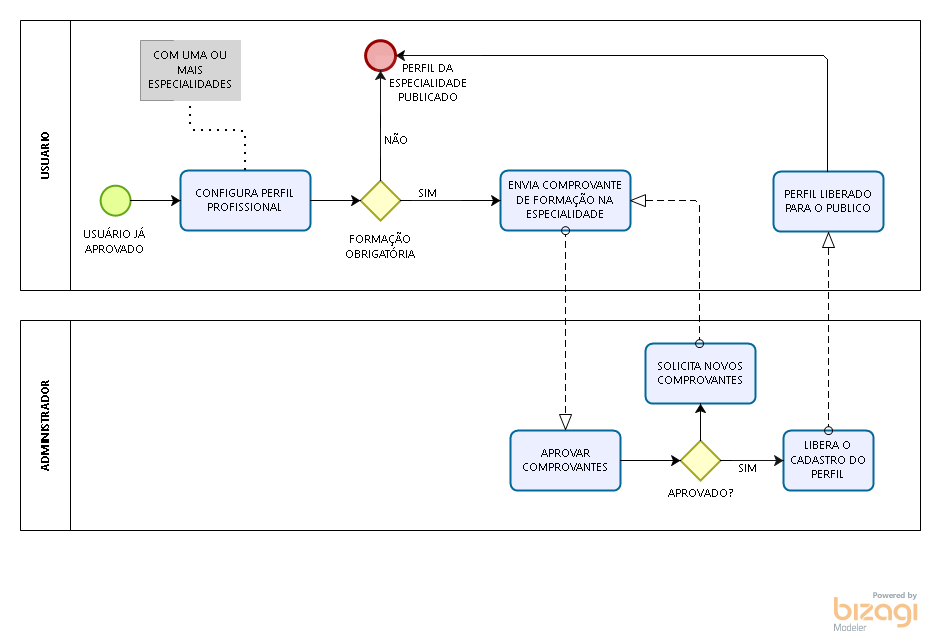 USUARIO
COM UMA OU
MAIS
ESPECIALIDADES
PERFIL DA
ESPECIALIDADE
PUBLICADO
NÃO
CONFIGURA PERFIL
PROFISSIONAL
SIM
ENVIA COMPROVANTE
DE FORMAÇÃO NA
ESPECIALIDADE
PERFIL LIBERADO
PARA O PUBLICO
USUÁRIO JÁ
APROVADO
FORMAÇÃO
OBRIGATÓRIA
ADMINISTRADOR
SOLICITA NOVOS
COMPROVANTES
APROVAR
COMPROVANTES
APROVADO?
SIM
LIBERA O
CADASTRO DO
PERFIL
Powered by
bizagi
Modeler